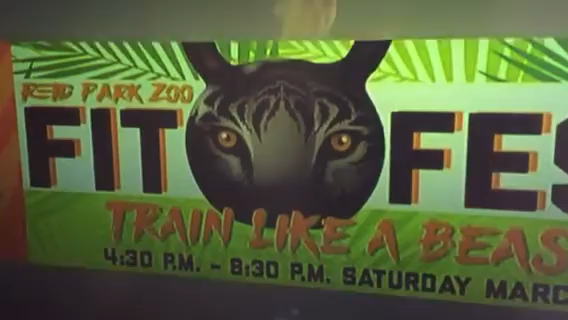 REID PARK ZOO
FIT FES
TRAIN LIKE A BEAS
4:30 P.M. - 8:30 P.M. SATURDAY MARC